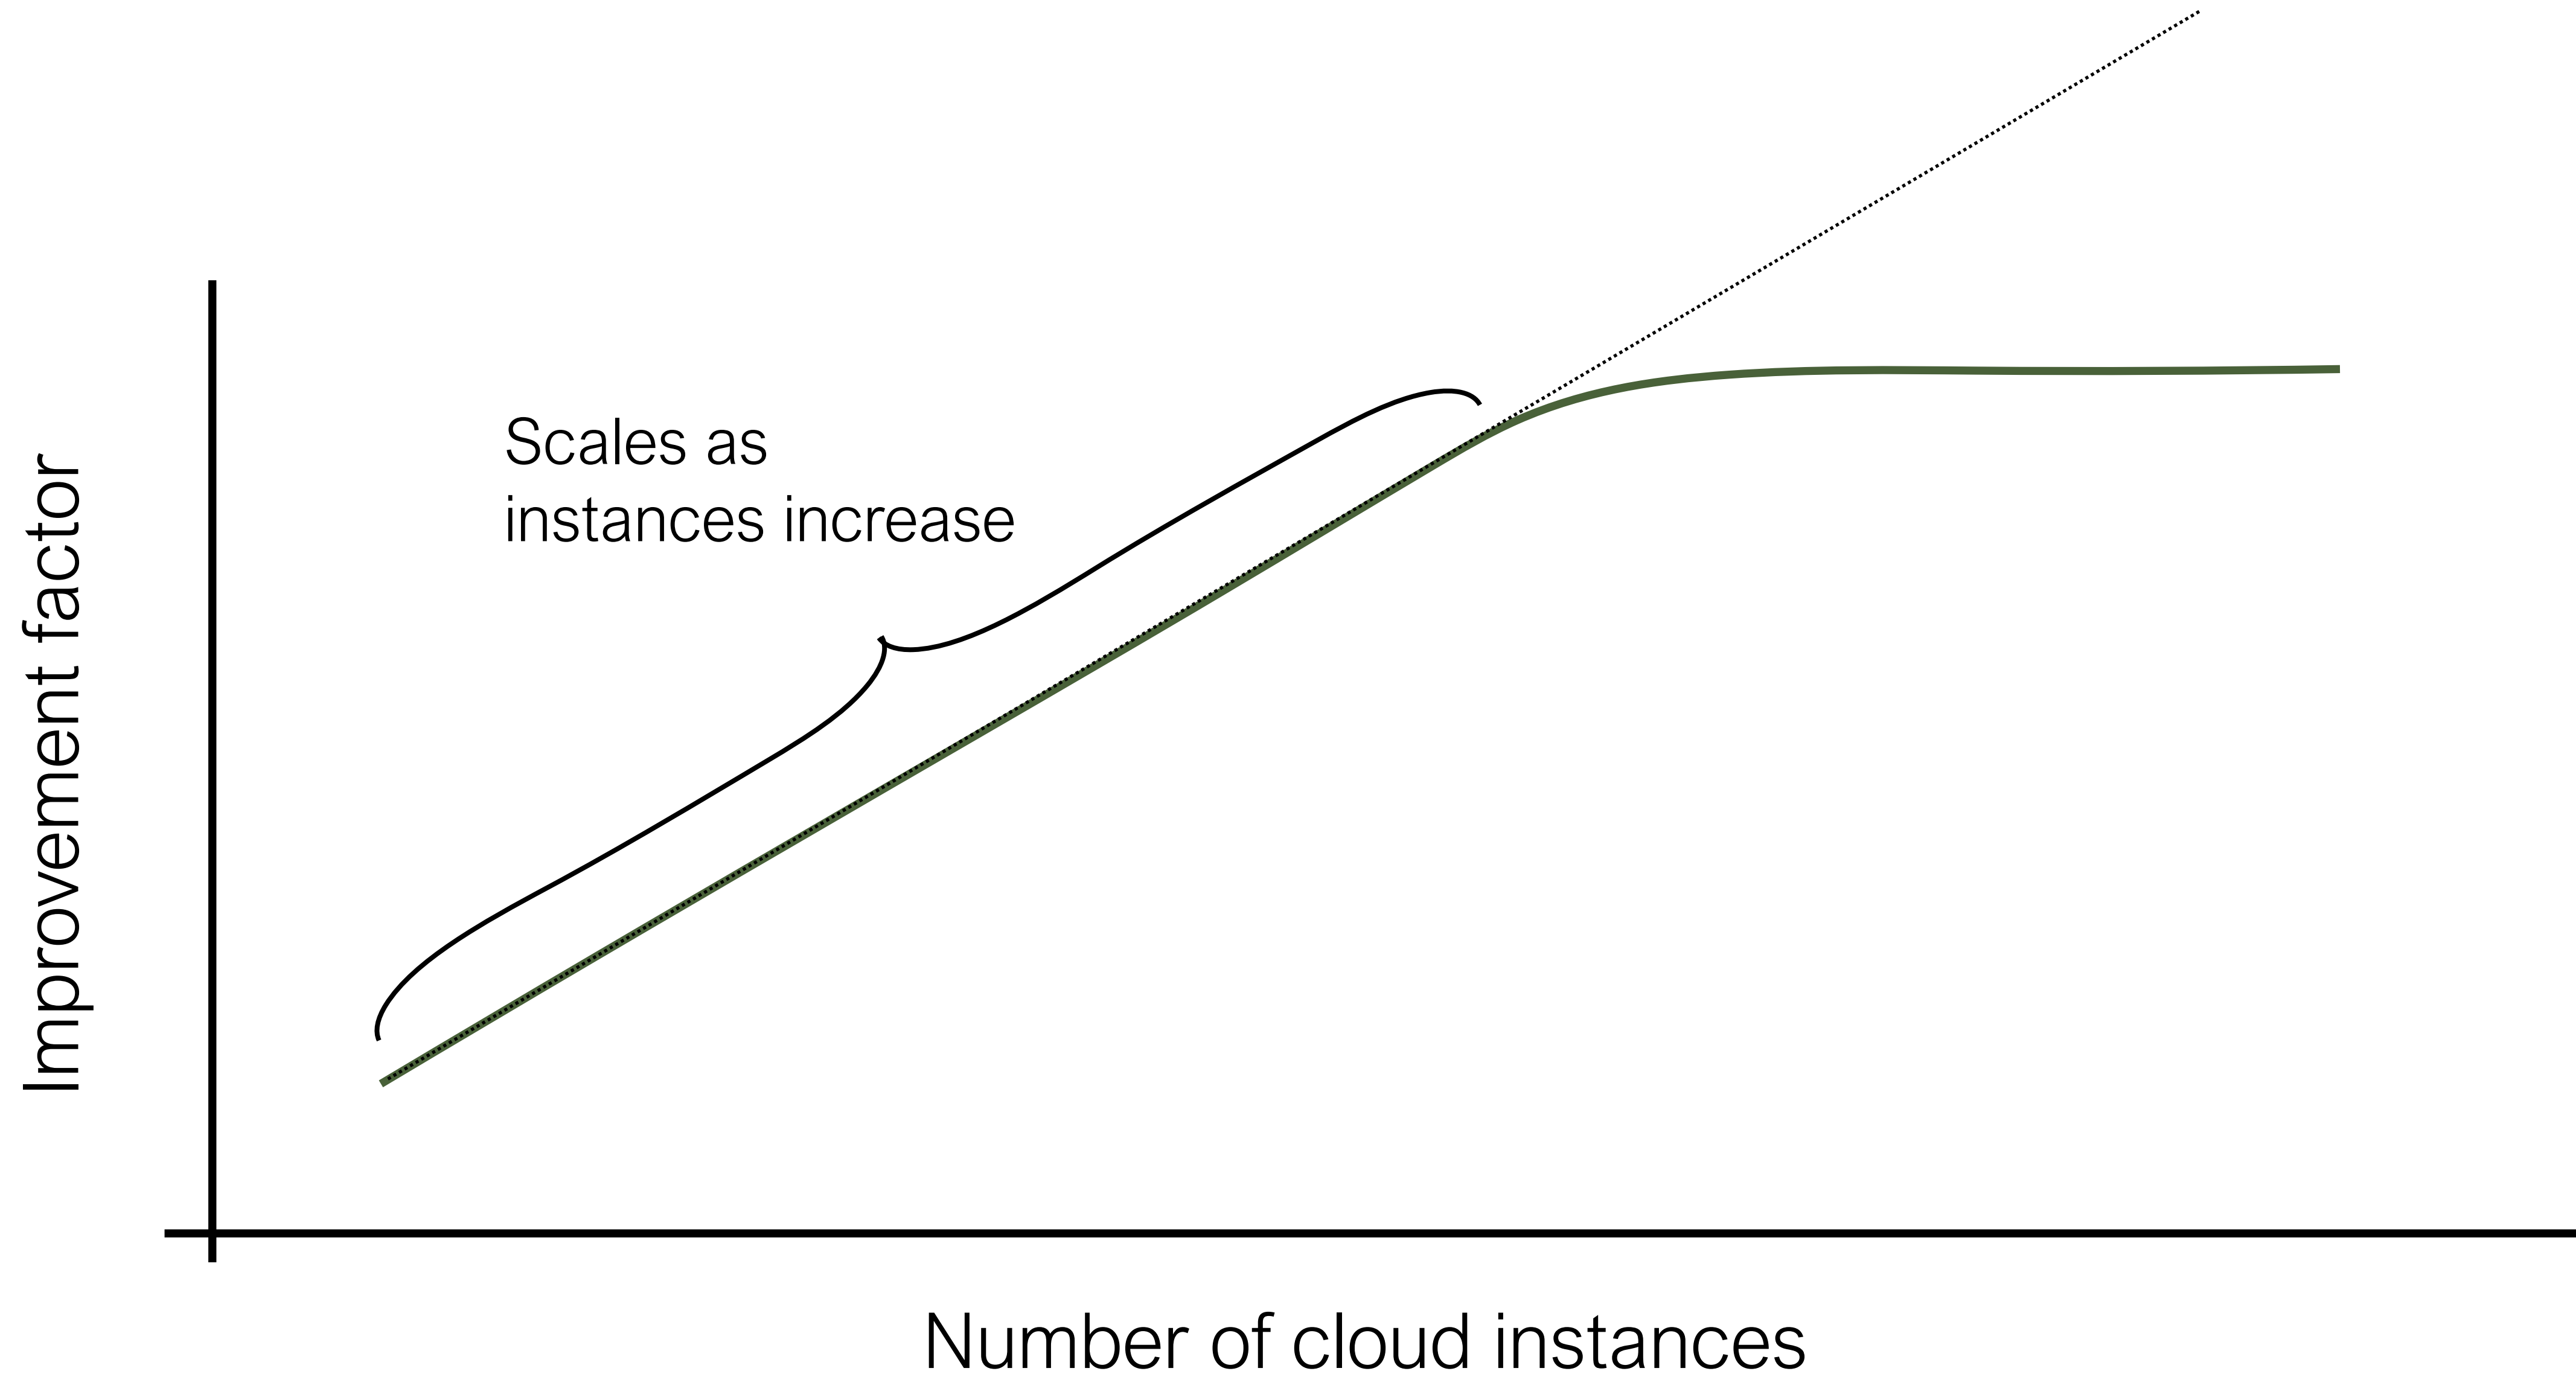 Improvement factor
Scales as
instances increase
Number of cloud instances